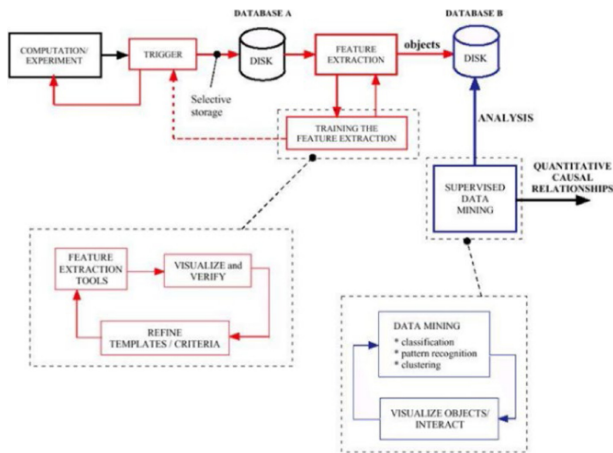 DATABASE A
DATABASE B
COMPUTATION/
EXPERIMENT
TRIGGER
DISK
FEATURE
EXTRACTION
objects
DISK
Selective
storage
TRAINING THE
FEATURE EXTRACTION
ANALYSIS
SUPERVISED
DATA
MINING
QUANTITATIVE
CAUSAL
RELATIONSHIPS
FEATURE
EXTRACTION
TOOLS
VISUALIZE and
VERIFY
REFINE
TEMPLATES / CRITERIA
DATA MINING
* classification
* pattern recognition
* clustering
VISUALIZE OBJECTS/
INTERACT